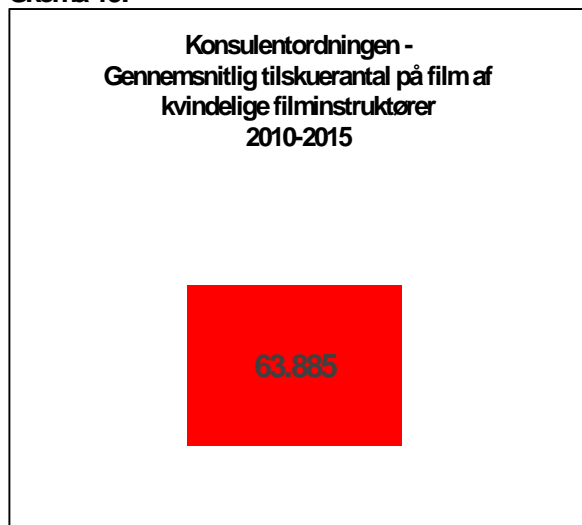 Konsulentordningen -
Gennemsnitlig tilskuerantal på film af
kvindelige filminstruktører
2010-2015
63.885